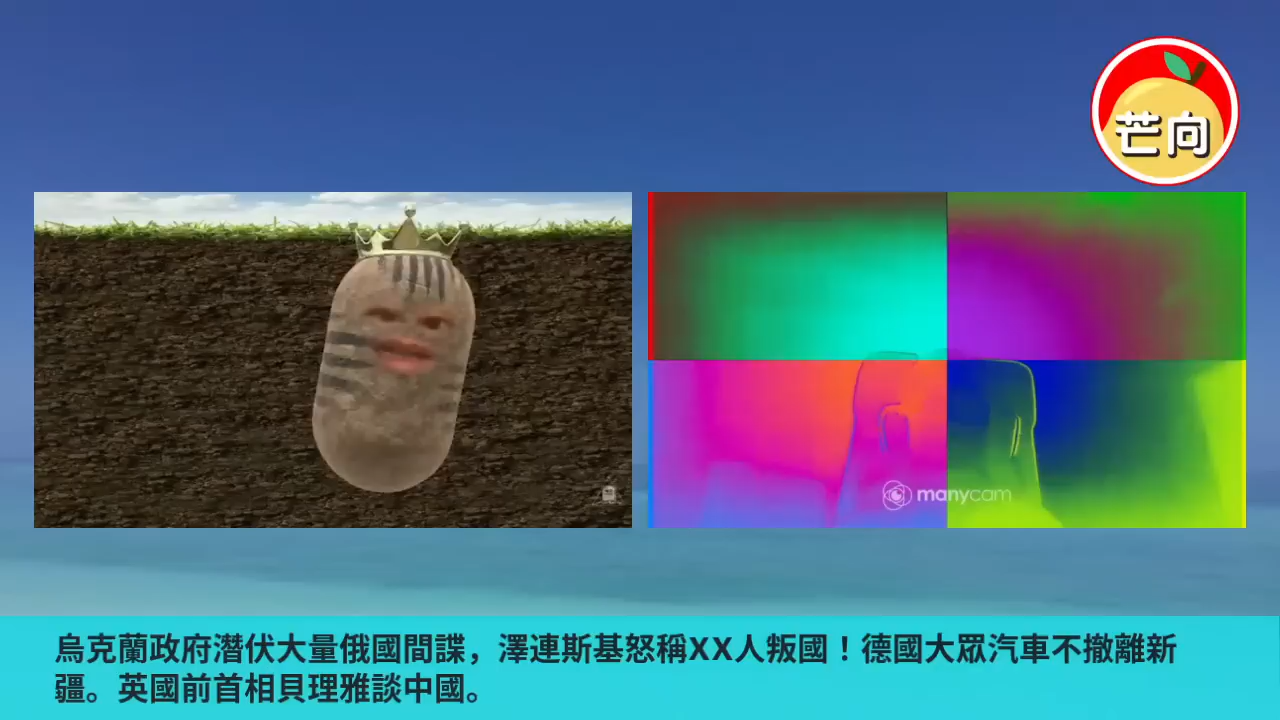 芒向
manycam
烏克蘭政府潛伏大量俄國間諜，澤連斯基怒稱XX人叛國！德國大眾汽車不撤離新
疆。英國前首相貝理雅談中國。